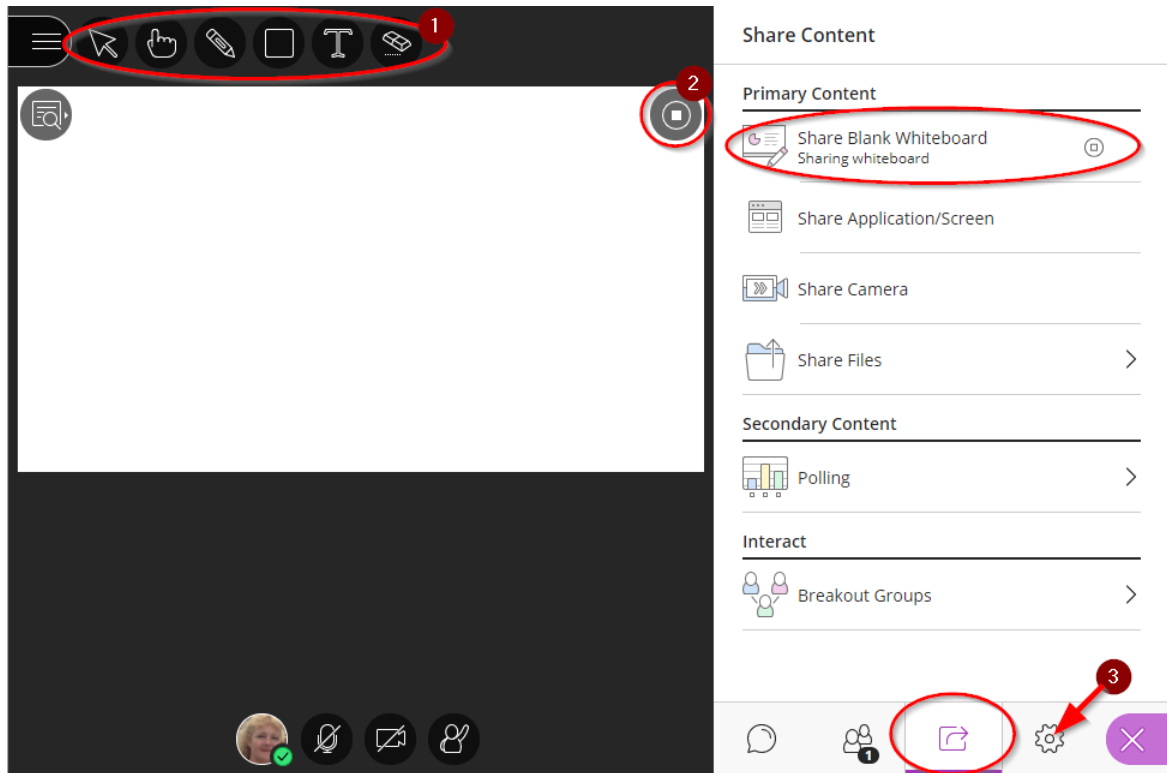 1
T
2
Share Content
Primary Content
Share Blank Whiteboard
Sharing whiteboard
Share Application/Screen
Share Camera
Share Files
Secondary Content
Polling
Interact
Breakout Groups
3
1